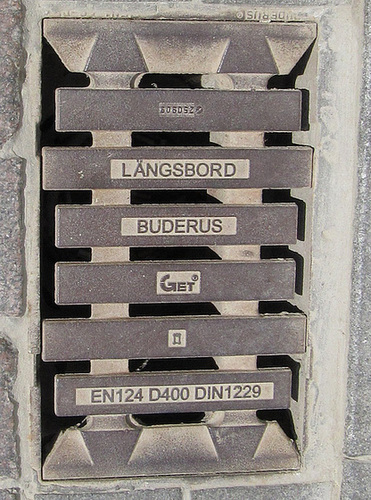 LÄNGSBORD
BUDERUS
GET®
EN124 D400 DIN1229